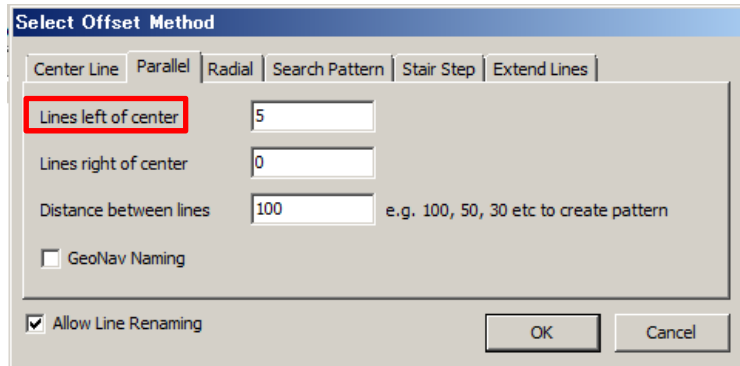 Select Offset Method
Center Line Parallel Radial Search Pattern Stair Step Extend Lines
Lines left of center 5
Lines right of center 0
Distance between lines 100 e.g. 100, 50, 30 etc to create pattern
GeoNav Naming
Allow Line Renaming OK Cancel